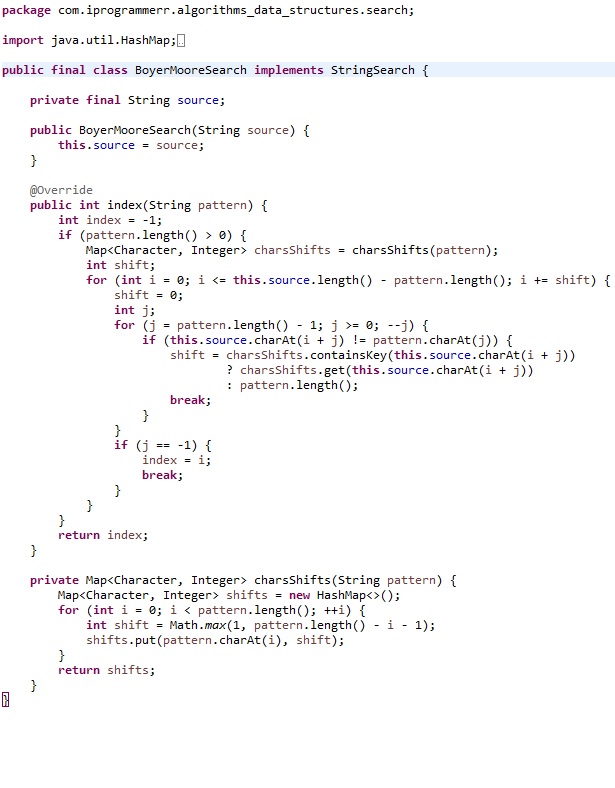 package com.iprogrammerr.algorithms_data_structures.search;

import java.util.HashMap;

public final class BoyerMooreSearch implements StringSearch {

    private final String source;

    public BoyerMooreSearch(String source) {
        this.source = source;
    }

    @Override
    public int index(String pattern) {
        int index = -1;
        if (pattern.length() > 0) {
            Map<Character, Integer> charsShifts = charsShifts(pattern);
            int shift;
            for (int i = 0; i <= this.source.length() - pattern.length(); i += shift) {
                shift = 0;
                int j;
                for (j = pattern.length() - 1; j >= 0; --j) {
                    if (this.source.charAt(i + j) != pattern.charAt(j)) {
                        shift = charsShifts.containsKey(this.source.charAt(i + j))
                                ? charsShifts.get(this.source.charAt(i + j))
                                : pattern.length();
                        break;
                    }
                }
                if (j == -1) {
                    index = i;
                    break;
                }
            }
        }
        return index;
    }

    private Map<Character, Integer> charsShifts(String pattern) {
        Map<Character, Integer> shifts = new HashMap<>();
        for (int i = 0; i < pattern.length(); ++i) {
            int shift = Math.max(1, pattern.length() - i - 1);
            shifts.put(pattern.charAt(i), shift);
        }
        return shifts;
    }
}